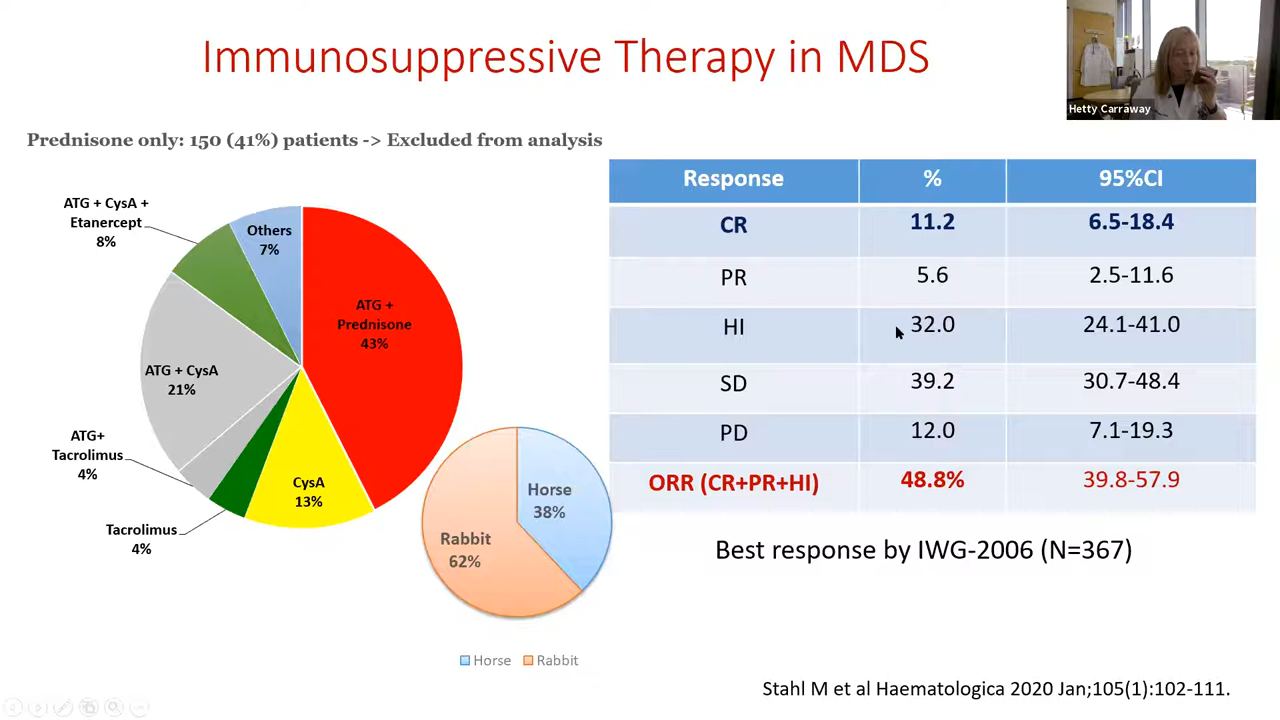 Immunosuppressive Therapy in MDS
Hetty Carraway
Prednisone only: 150 (41%) patients -> Excluded from analysis
ATG + CysA +
Etanercept
8%
Others
7%
ATG +
Prednisone
43%
ATG + CysA
21%
ATG+
Tacrolimus
4%
Tacrolimus
4%
CysA
13%
Horse
38%
Rabbit
62%
Horse Rabbit
Response % 95%CI
CR 11.2 6.5-18.4
PR 5.6 2.5-11.6
HI 32.0 24.1-41.0
SD 39.2 30.7-48.4
PD 12.0 7.1-19.3
ORR (CR+PR+HI) 48.8% 39.8-57.9
Best response by IWG-2006 (N=367)
Stahl M et al Haematologica 2020 Jan;105(1):102-111.